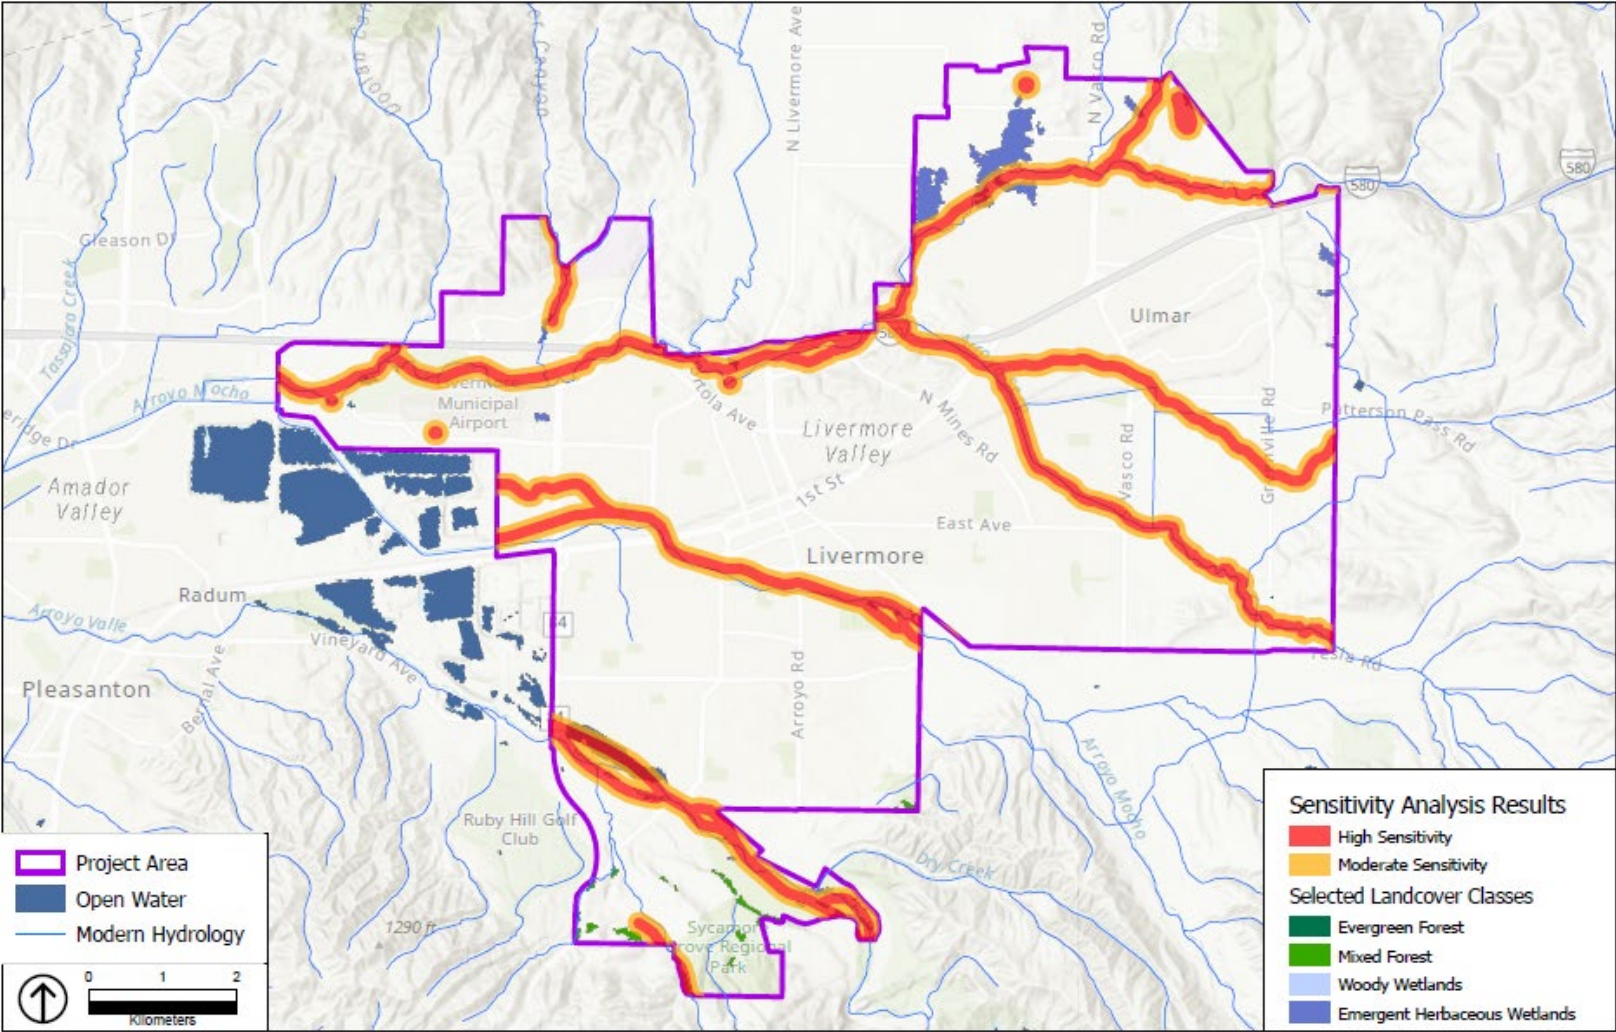 N Livermore Ave
N Vasco Rd
580
580
Gleason Dr
Tassajara Creek
Ulmar
Arroyo Mocho
Municipal
Airport
N Mines Rd
Livermore
Valley
Patterson Pass Rd
1st St
Vasco Rd
Greenville Rd
Amador
Valley
East Ave
Livermore
Radum
Arroyo Valle
84
Vineyard Ave
Tesla Rd
Pleasanton
Bernal Ave
Arroyo Rd
Arroyo Mocho
Ruby Hill Golf
Club
Dry Creek
1290 ft
Park
Project Area
Open Water
Modern Hydrology
0 1 2
Kilometers
Sensitivity Analysis Results
High Sensitivity
Moderate Sensitivity
Selected Landcover Classes
Evergreen Forest
Mixed Forest
Woody Wetlands
Emergent Herbaceous Wetlands